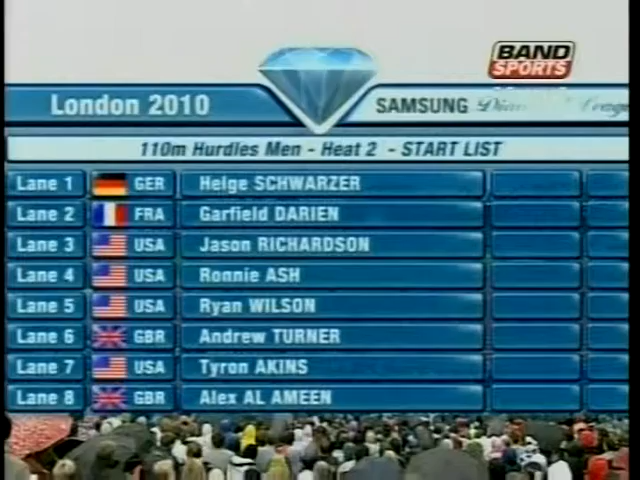 BAND
SPORTS
London 2010
SAMSUNG Diamond League
110m Hurdles Men - Heat 2 - START LIST
Lane 1 GER Helge SCHWARZER
Lane 2 FRA Garfield DARIEN
Lane 3 USA Jason RICHARDSON
Lane 4 USA Ronnie ASH
Lane 5 USA Ryan WILSON
Lane 6 GBR Andrew TURNER
Lane 7 USA Tyron AKINS
Lane 8 GBR Alex AL AMEEN